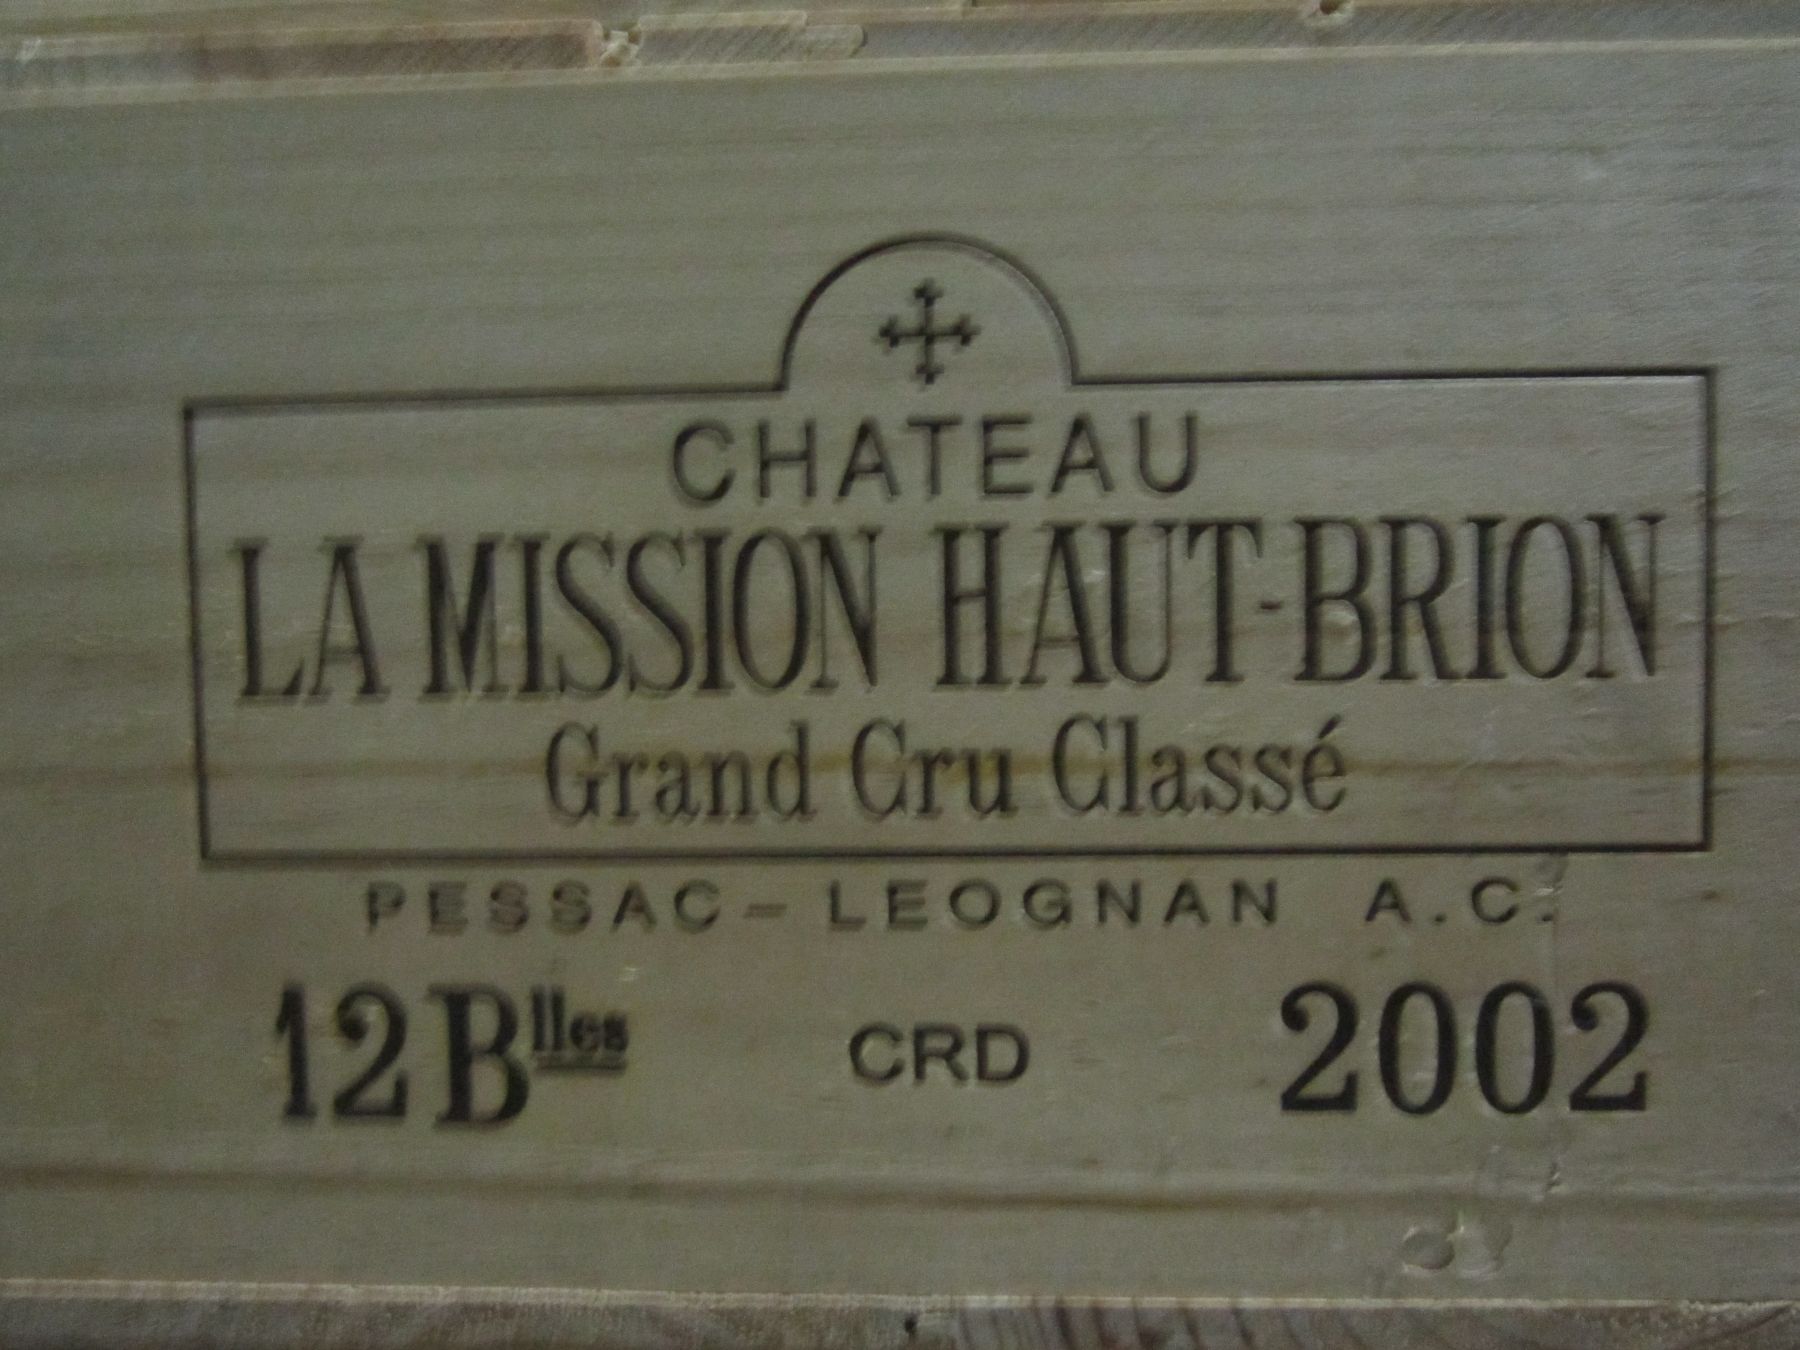 CHATEAU
LA MISSION HAUT-BRION
Grand Cru Classé
PESSAC - LEOGNAN A.C.
12 Blles CRD 2002